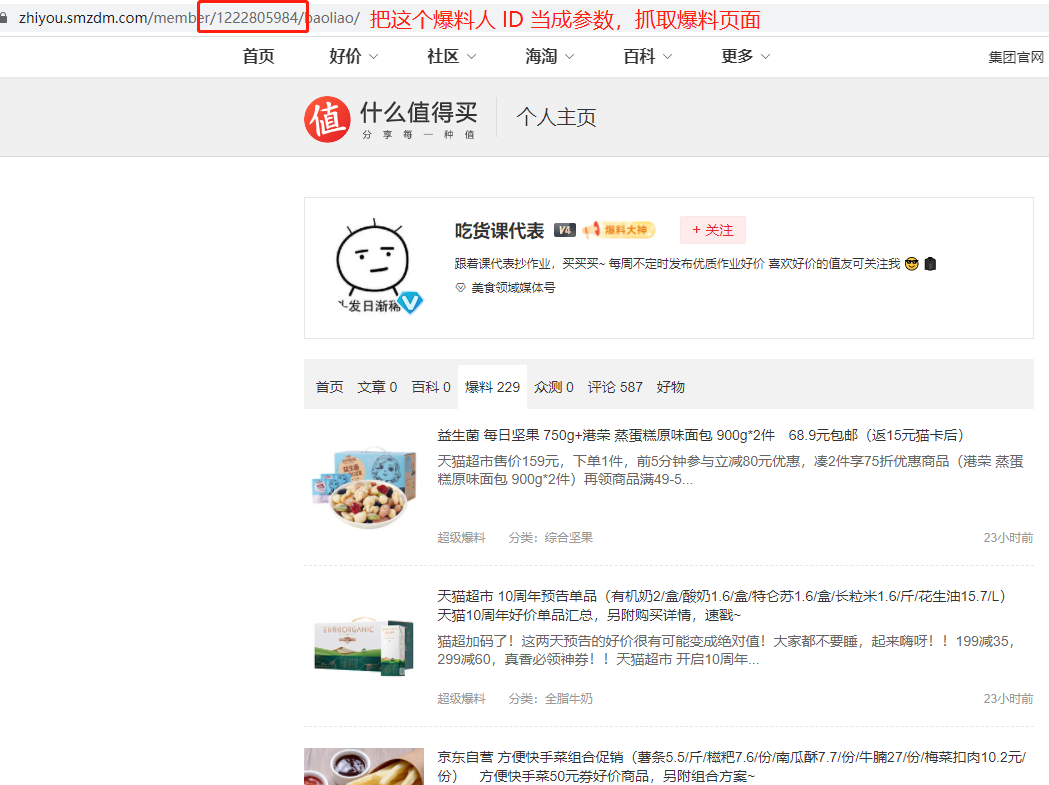 zhiyou.smzdm.com/member/1222805984/baoliao/ 把这个爆料人 ID 当成参数，抓取爆料页面
首页 好价 社区 海淘 百科 更多 集团官网
值 什么值得买 个人主页
分享每一种值
吃货课代表 V4 爆料大神 + 关注
跟着课代表抄作业，买买买~ 每周不定时发布优质作业好价 喜欢好价的值友可关注我
美食领域媒体号
发日渐稀
首页 文章 0 百科 0 爆料 229 众测 0 评论 587 好物
益生菌 每日坚果 750g+港荣 蒸蛋糕原味面包 900g*2件 68.9元包邮（返15元猫卡后）
天猫超市售价159元，下单1件，前5分钟参与立减80元优惠，凑2件享75折优惠商品（港荣 蒸蛋
糕原味面包 900g*2件）再领商品满49-5...
超级爆料 分类：综合坚果 23小时前
天猫超市 10周年预告单品（有机奶2/盒/酸奶1.6/盒/特仑苏1.6/盒/长粒米1.6/斤/花生油15.7/L）
天猫10周年好价单品汇总，另附购买详情，速戳~
猫超加码了！这两天预告的好价很有可能变成绝对值！大家都不要睡，起来嗨呀！！199减35，
299减60，真香必领神券！！天猫超市 开启10周年...
ORGANIC
超级爆料 分类：全脂牛奶 23小时前
京东自营 方便快手菜组合促销（薯条5.5/斤/糍粑7.6/份/南瓜酥7.7/份/牛腩27/份/梅菜扣肉10.2元/
份） 方便快手菜50元券好价商品，另附组合方案~